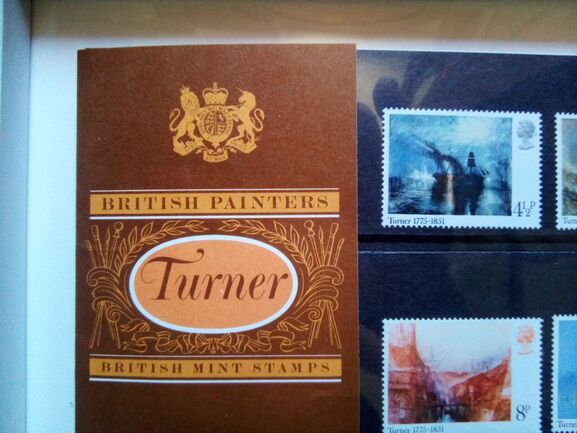 BRITISH PAINTERS
Turner
BRITISH MINT STAMPS
Turner 1775-1851
4½P
Turner 1775-1851
8P